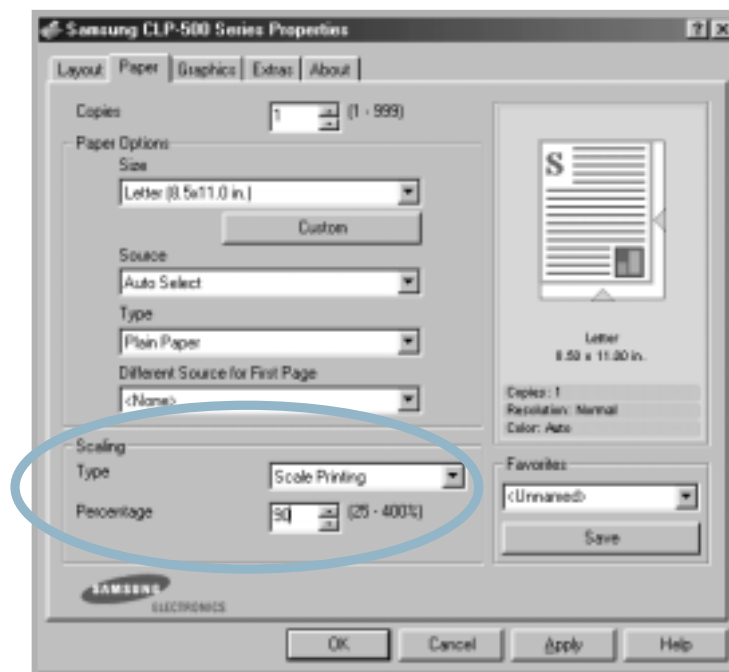 Samsung CLP-500 Series Properties
Layout Paper Graphics Extras About
Copies 1 (1 - 999)
Paper Options
Size
Letter (8.5x11.0 in.)
Custom
Source
Auto Select
Type
Plain Paper
Different Source for First Page
<None>
Scaling
Type Scale Printing
Percentage 90 (25 - 400%)
SAMSUNG
ELECTRONICS
S
Letter
8.50 x 11.00 in.
Copies: 1
Resolution: Normal
Color: Auto
Favorites
<Unnamed>
Save
OK Cancel Apply Help